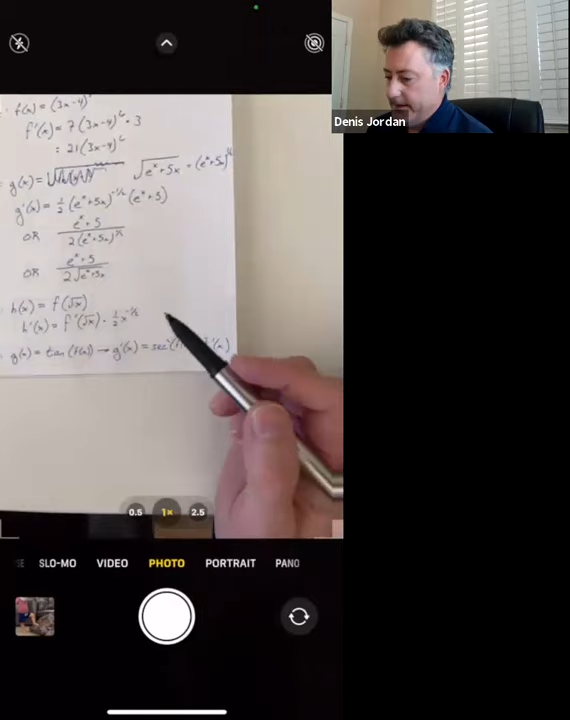 Denis Jordan
f(x) = (3x-4)⁷
f'(x) = 7(3x-4)⁶ · 3
= 21(3x-4)⁶
g(x) = √(eˣ+5x) = (eˣ+5x)^½
g'(x) = ½(eˣ+5x)^-½ (eˣ+5)
OR (eˣ+5)/(2(eˣ+5x)^½)
OR (eˣ+5)/(2√(eˣ+5x))
h(x) = f(√x)
h'(x) = f'(√x) · ½x^-½
g(x) = tan(f(x)) → g'(x) = sec²(f '(x)
0.5 1× 2.5
SLO-MO VIDEO PHOTO PORTRAIT PANO